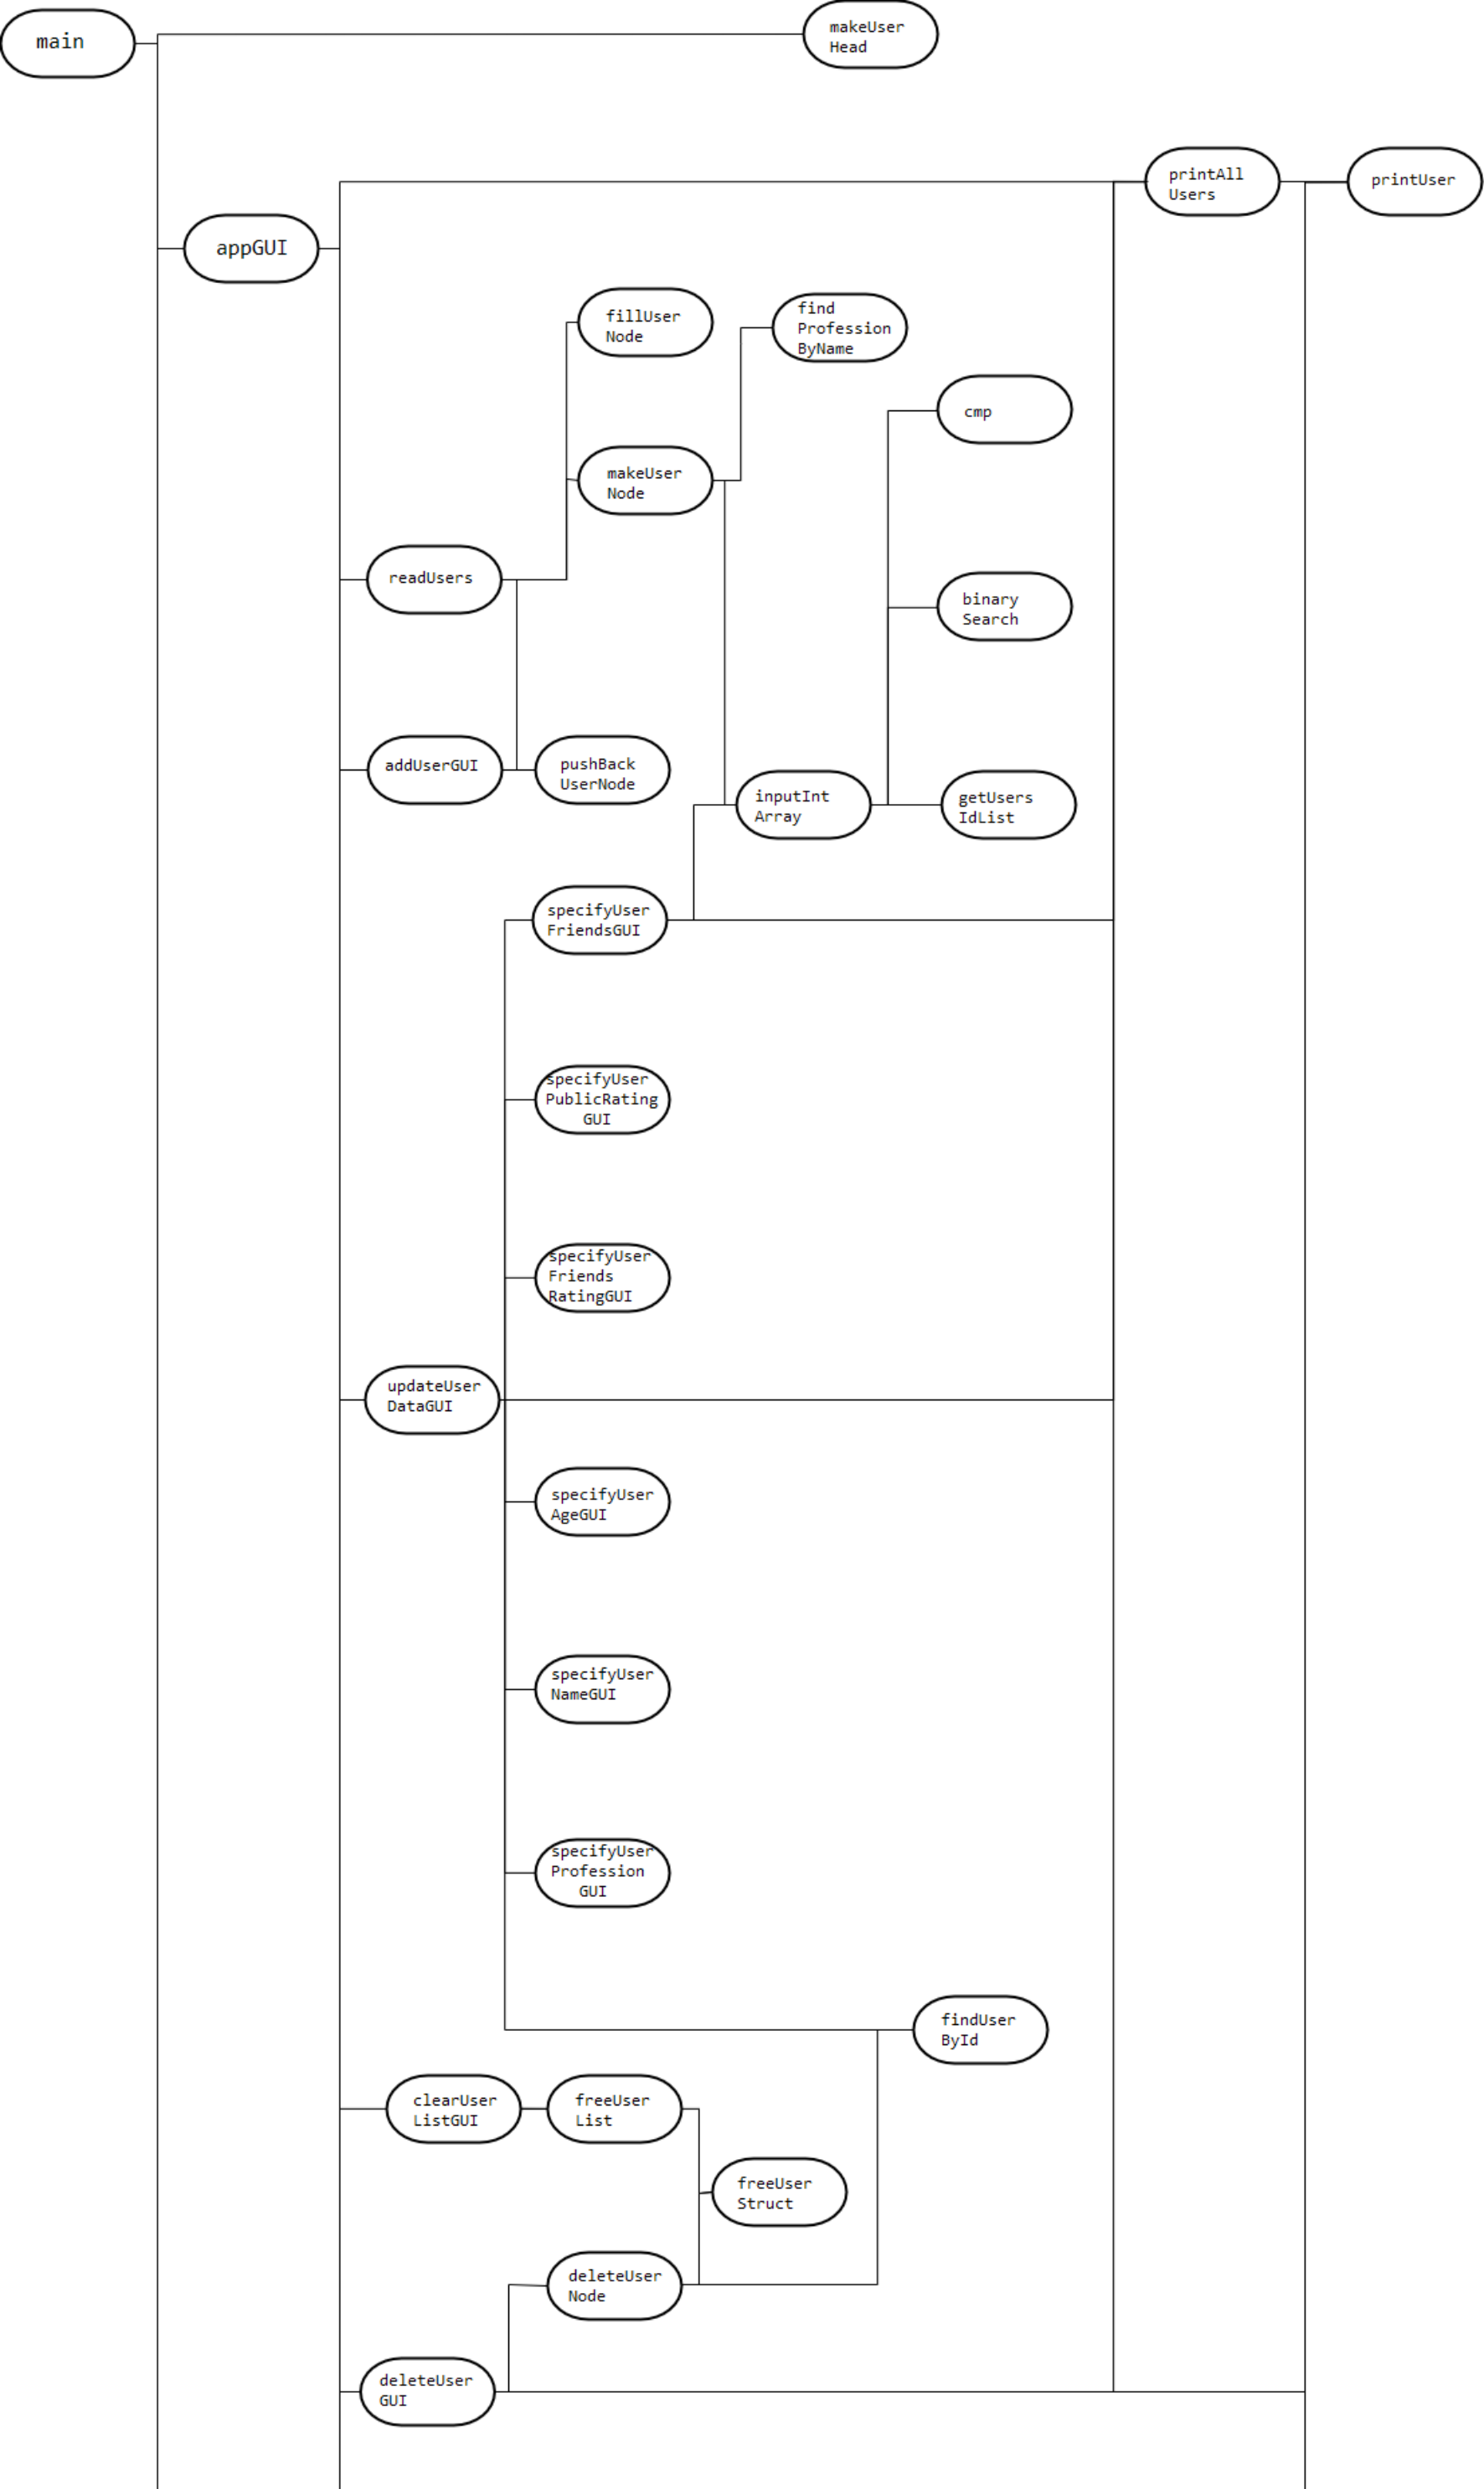 main
makeUser
Head
printAll
Users
printUser
appGUI
fillUser
Node
find
Profession
ByName
cmp
makeUser
Node
readUsers
binary
Search
addUserGUI
pushBack
UserNode
inputInt
Array
getUsers
IdList
specifyUser
FriendsGUI
specifyUser
PublicRating
GUI
specifyUser
Friends
RatingGUI
updateUser
DataGUI
specifyUser
AgeGUI
specifyUser
NameGUI
specifyUser
Profession
GUI
findUser
ById
clearUser
ListGUI
freeUser
List
freeUser
Struct
deleteUser
Node
deleteUser
GUI